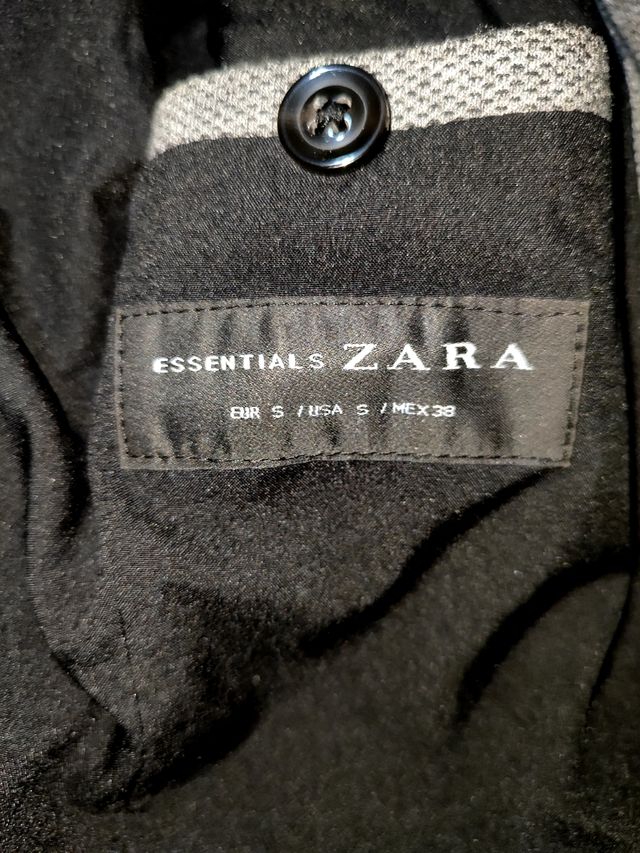 ESSENTIALS ZARA
EUR S / USA S / MEX 38